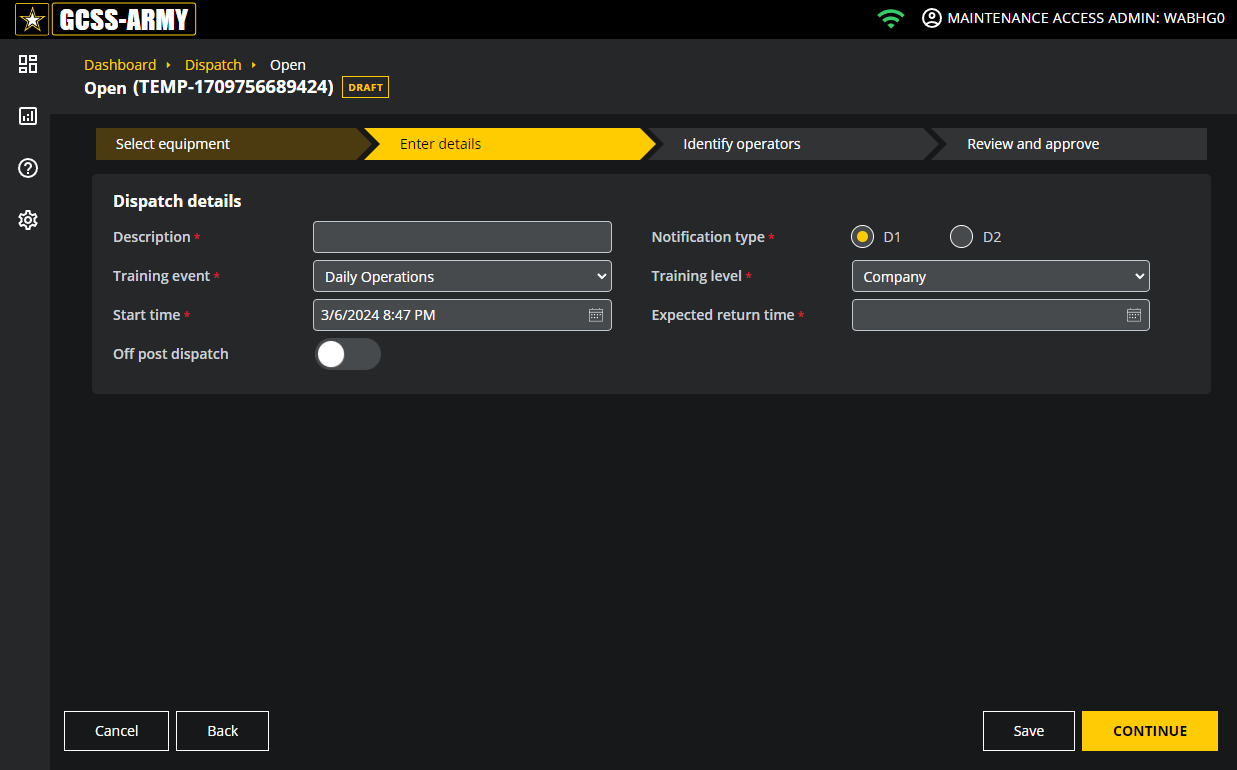 GCSS-ARMY
MAINTENANCE ACCESS ADMIN: WABHG0
Dashboard Dispatch Open
Open (TEMP-1709756689424) DRAFT
Select equipment
Enter details
Identify operators
Review and approve
Dispatch details
Description *
Notification type * D1 D2
Training event * Daily Operations
Training level * Company
Start time * 3/6/2024 8:47 PM
Expected return time *
Off post dispatch
Cancel
Back
Save
CONTINUE